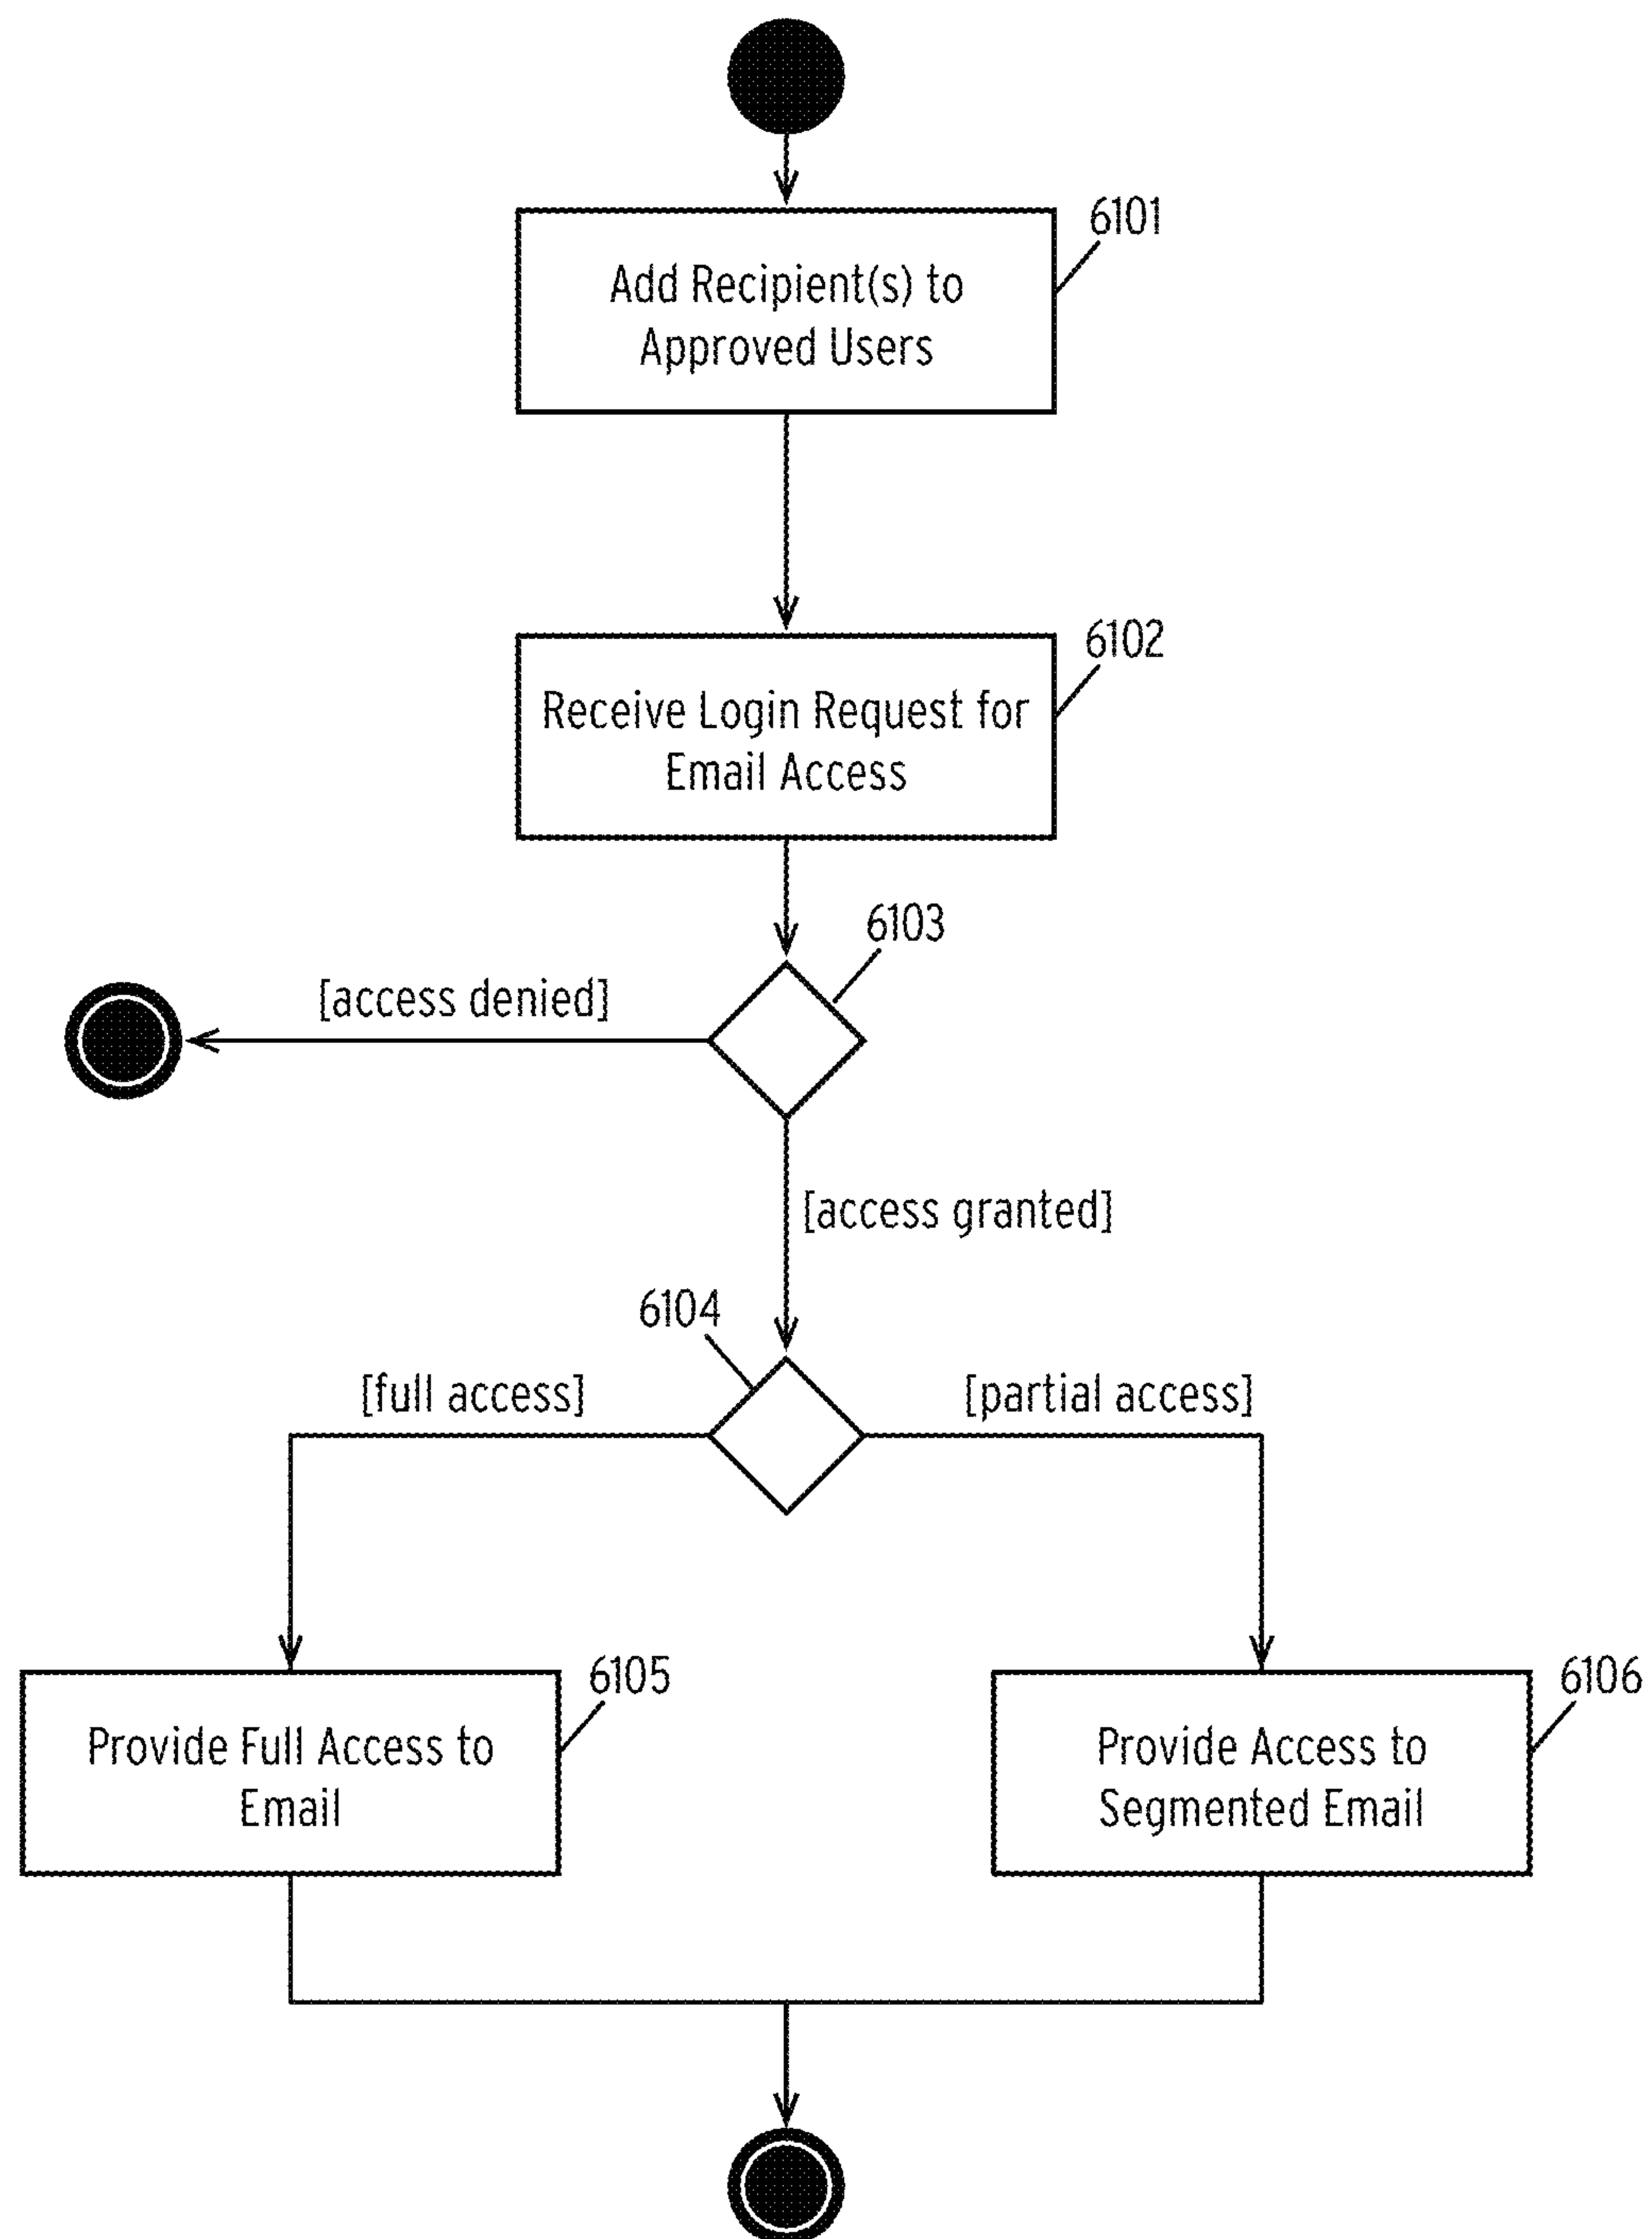 6101
Add Recipient(s) to
Approved Users
6102
Receive Login Request for
Email Access
6103
[access denied]
[access granted]
6104
[full access]
[partial access]
6105
Provide Full Access to
Email
6106
Provide Access to
Segmented Email